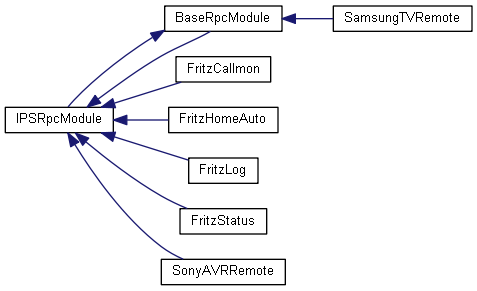 BaseRpcModule
SamsungTVRemote
FritzCallmon
IPSRpcModule
FritzHomeAuto
FritzLog
FritzStatus
SonyAVRRemote